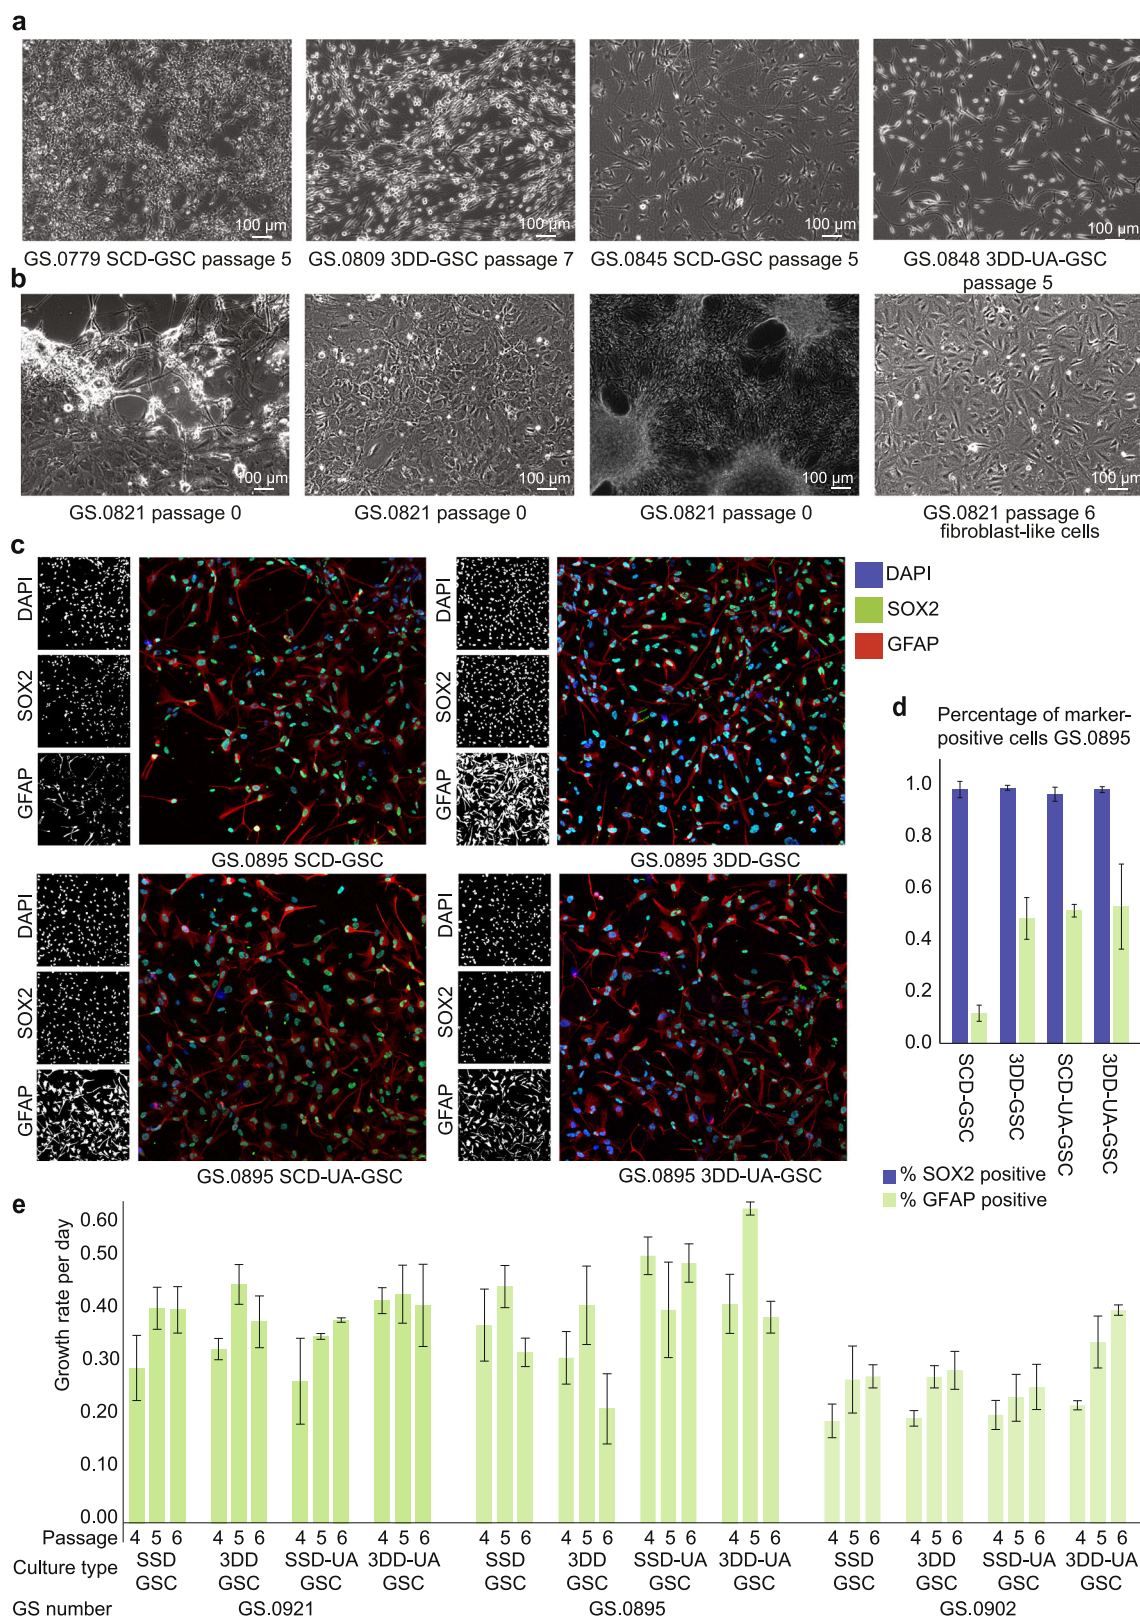 a
100 µm
100 µm
100 µm
100 µm
GS.0779 SCD-GSC passage 5
GS.0809 3DD-GSC passage 7
GS.0845 SCD-GSC passage 5
GS.0848 3DD-UA-GSC
passage 5
b
100 µm
100 µm
100 µm
100 µm
GS.0821 passage 0
GS.0821 passage 0
GS.0821 passage 0
GS.0821 passage 6
fibroblast-like cells
c
DAPI
SOX2
GFAP
GS.0895 SCD-GSC
DAPI
SOX2
GFAP
GS.0895 3DD-GSC
DAPI
SOX2
GFAP
DAPI
SOX2
GFAP
GS.0895 SCD-UA-GSC
DAPI
SOX2
GFAP
GS.0895 3DD-UA-GSC
d
Percentage of marker-
positive cells GS.0895
1.0
0.8
0.6
0.4
0.2
0.0
SCD-GSC
3DD-GSC
SCD-UA-GSC
3DD-UA-GSC
% SOX2 positive
% GFAP positive
e
Growth rate per day
0.60
0.50
0.40
0.30
0.20
0.10
0.00
Passage 4 5 6 4 5 6 4 5 6 4 5 6 4 5 6 4 5 6 4 5 6 4 5 6 4 5 6 4 5 6 4 5 6 4 5 6
Culture type
SSD GSC
3DD GSC
SSD-UA GSC
3DD-UA GSC
SSD GSC
3DD GSC
SSD-UA GSC
3DD-UA GSC
SSD GSC
3DD GSC
SSD-UA GSC
3DD-UA GSC
GS number GS.0921 GS.0895 GS.0902